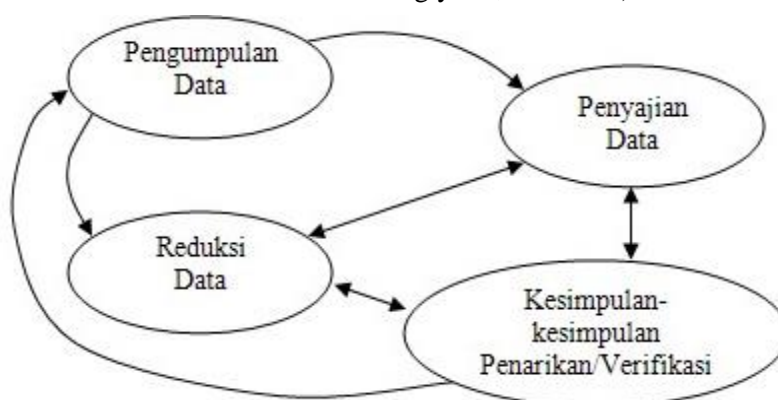 Pengumpulan
Data
Penyajian
Data
Reduksi
Data
Kesimpulan-
kesimpulan
Penarikan/Verifikasi